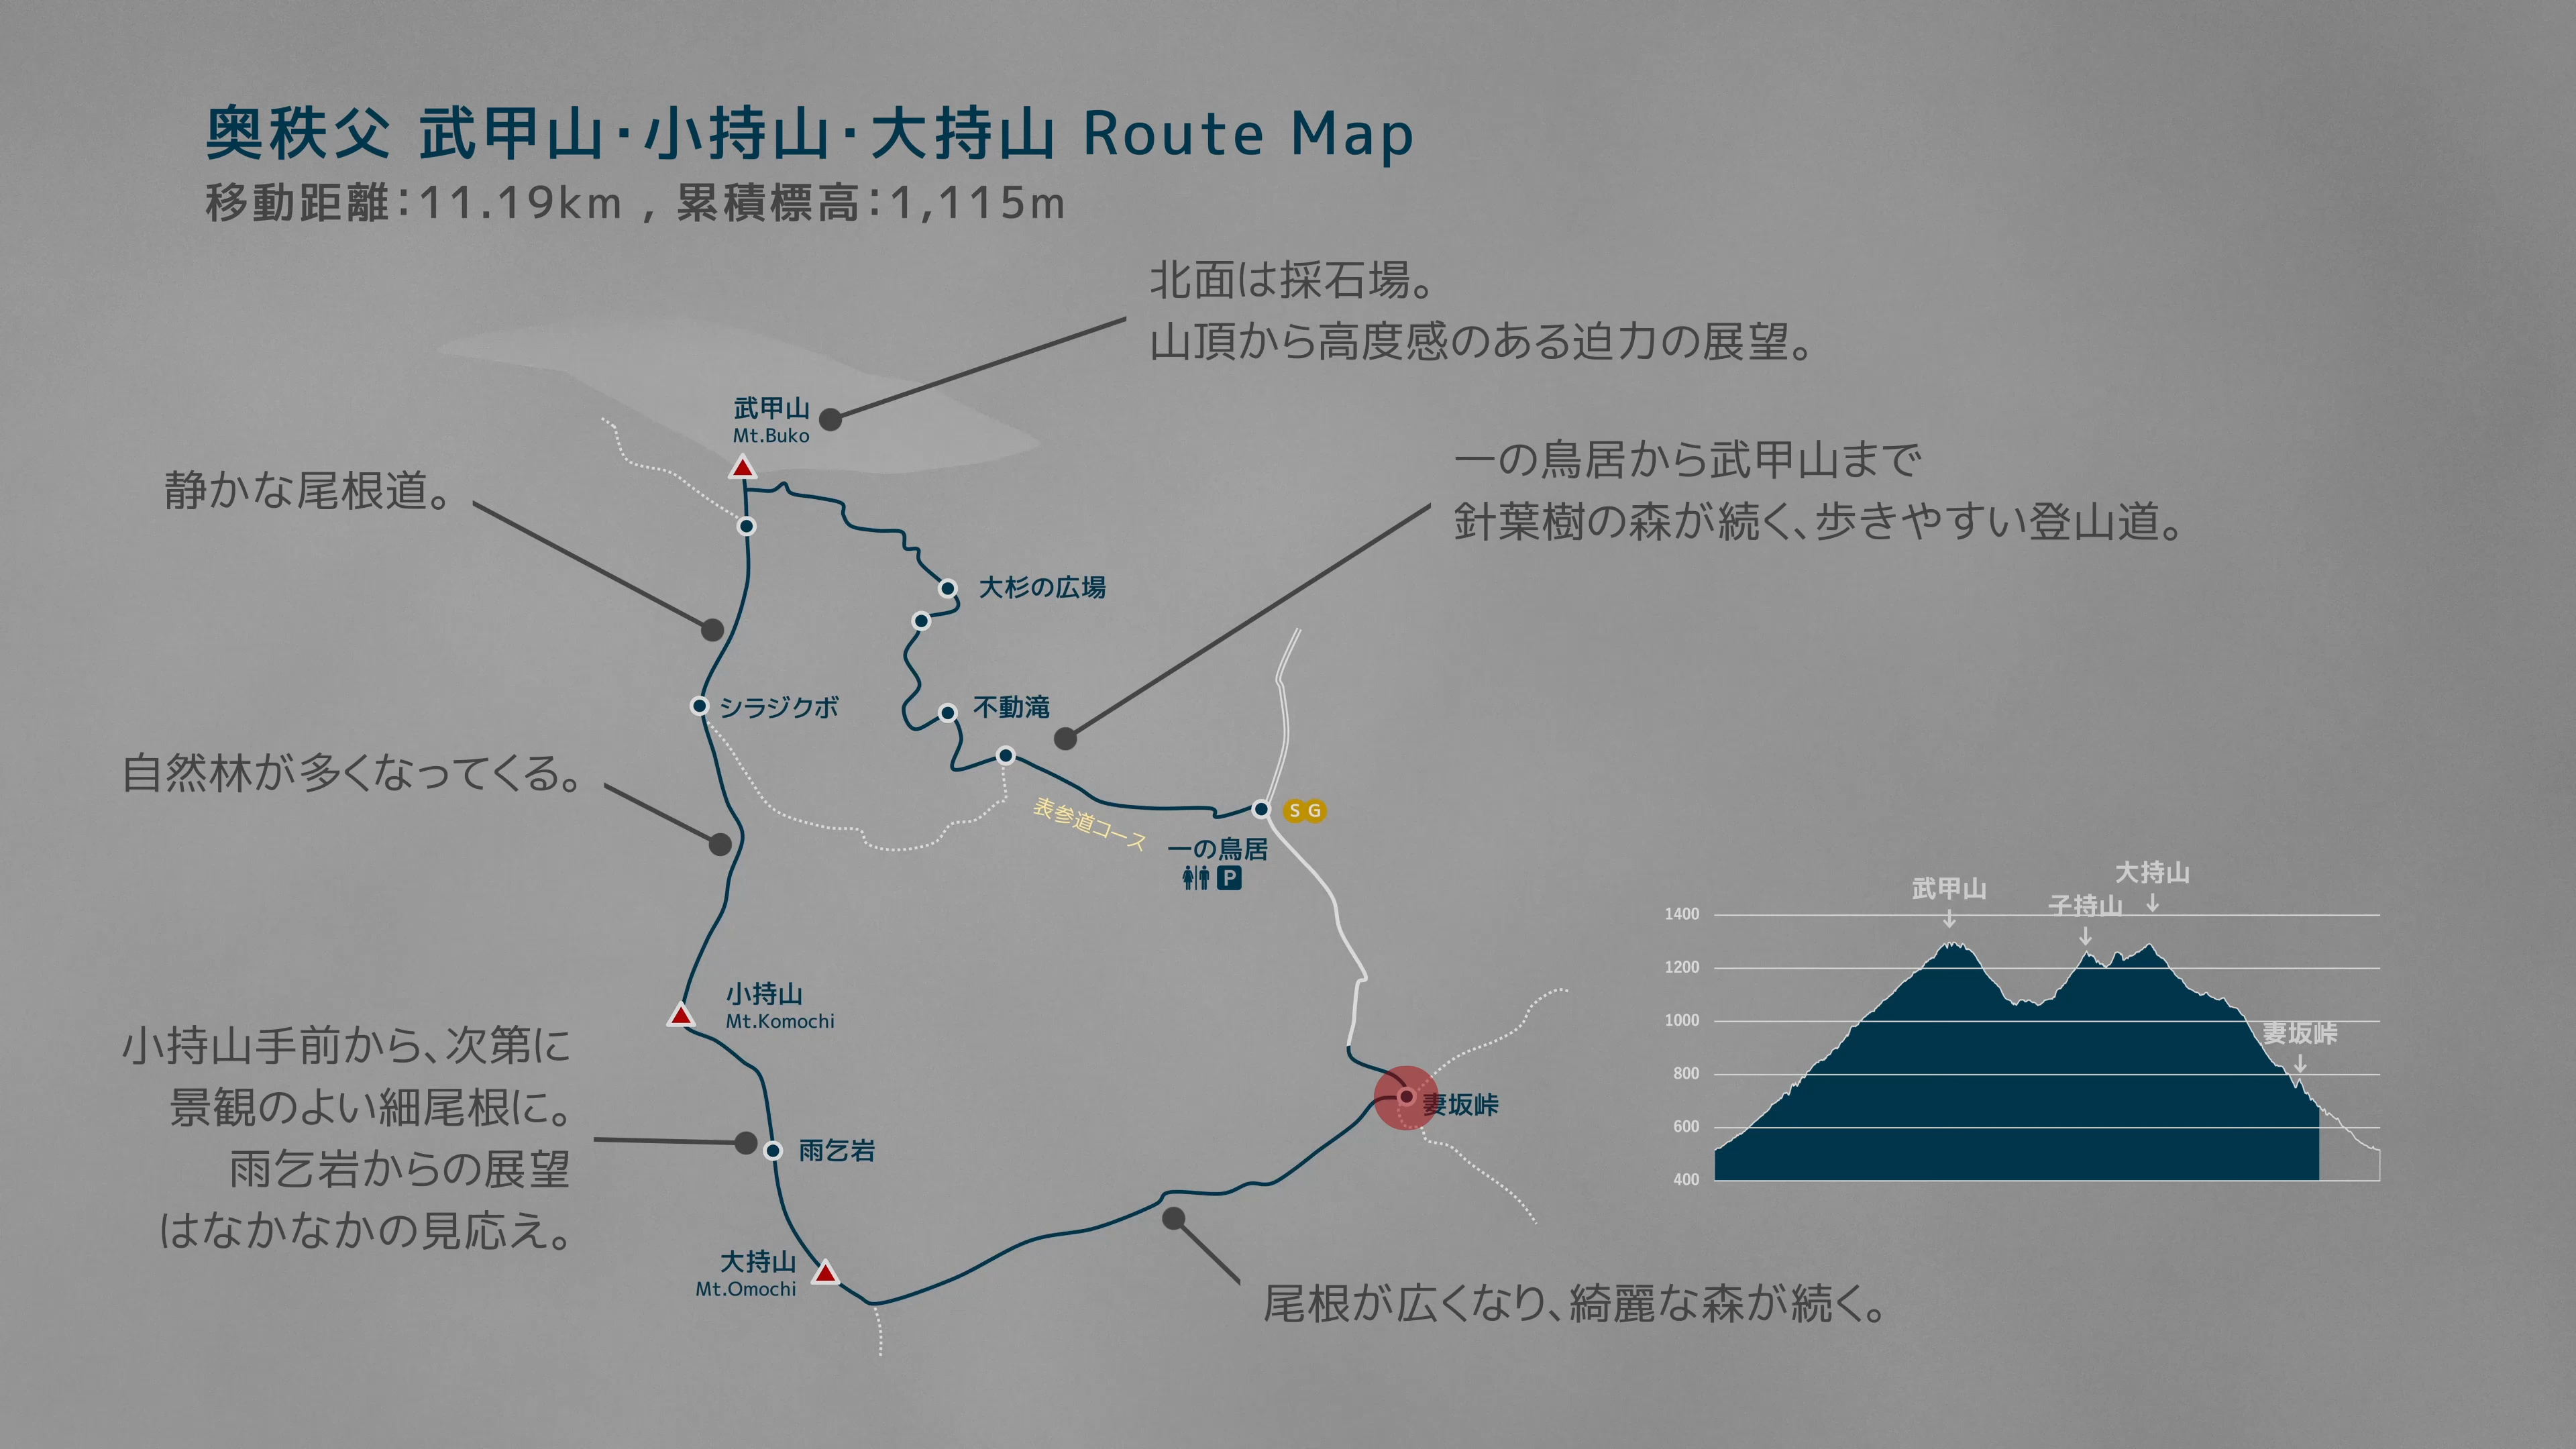 奥秩父 武甲山・小持山・大持山 Route Map
移動距離：11.19km , 累積標高：1,115m
北面は採石場。
山頂から高度感のある迫力の展望。
武甲山
Mt.Buko
一の鳥居から武甲山まで
針葉樹の森が続く、歩きやすい登山道。
静かな尾根道。
大杉の広場
シラジクボ
不動滝
自然林が多くなってくる。
表参道コース
S G
一の鳥居
P
小持山
Mt.Komochi
小持山手前から、次第に
景観のよい細尾根に。
雨乞岩からの展望
はなかなかの見応え。
雨乞岩
妻坂峠
大持山
Mt.Omochi
尾根が広くなり、綺麗な森が続く。
大持山
武甲山
子持山
妻坂峠
1400
1200
1000
800
600
400